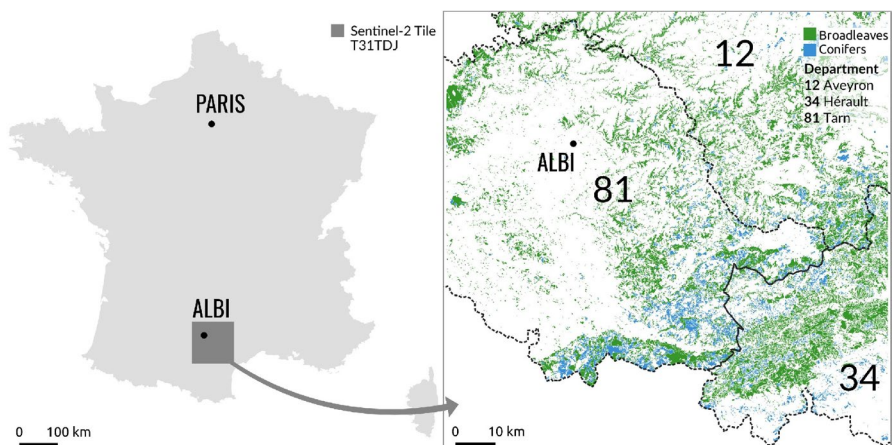 Sentinel-2 Tile
T31TDJ
PARIS
ALBI
0 100 km
Broadleaves
Conifers
Department
12 Aveyron
34 Hérault
81 Tarn
12
ALBI
81
34
0 10 km